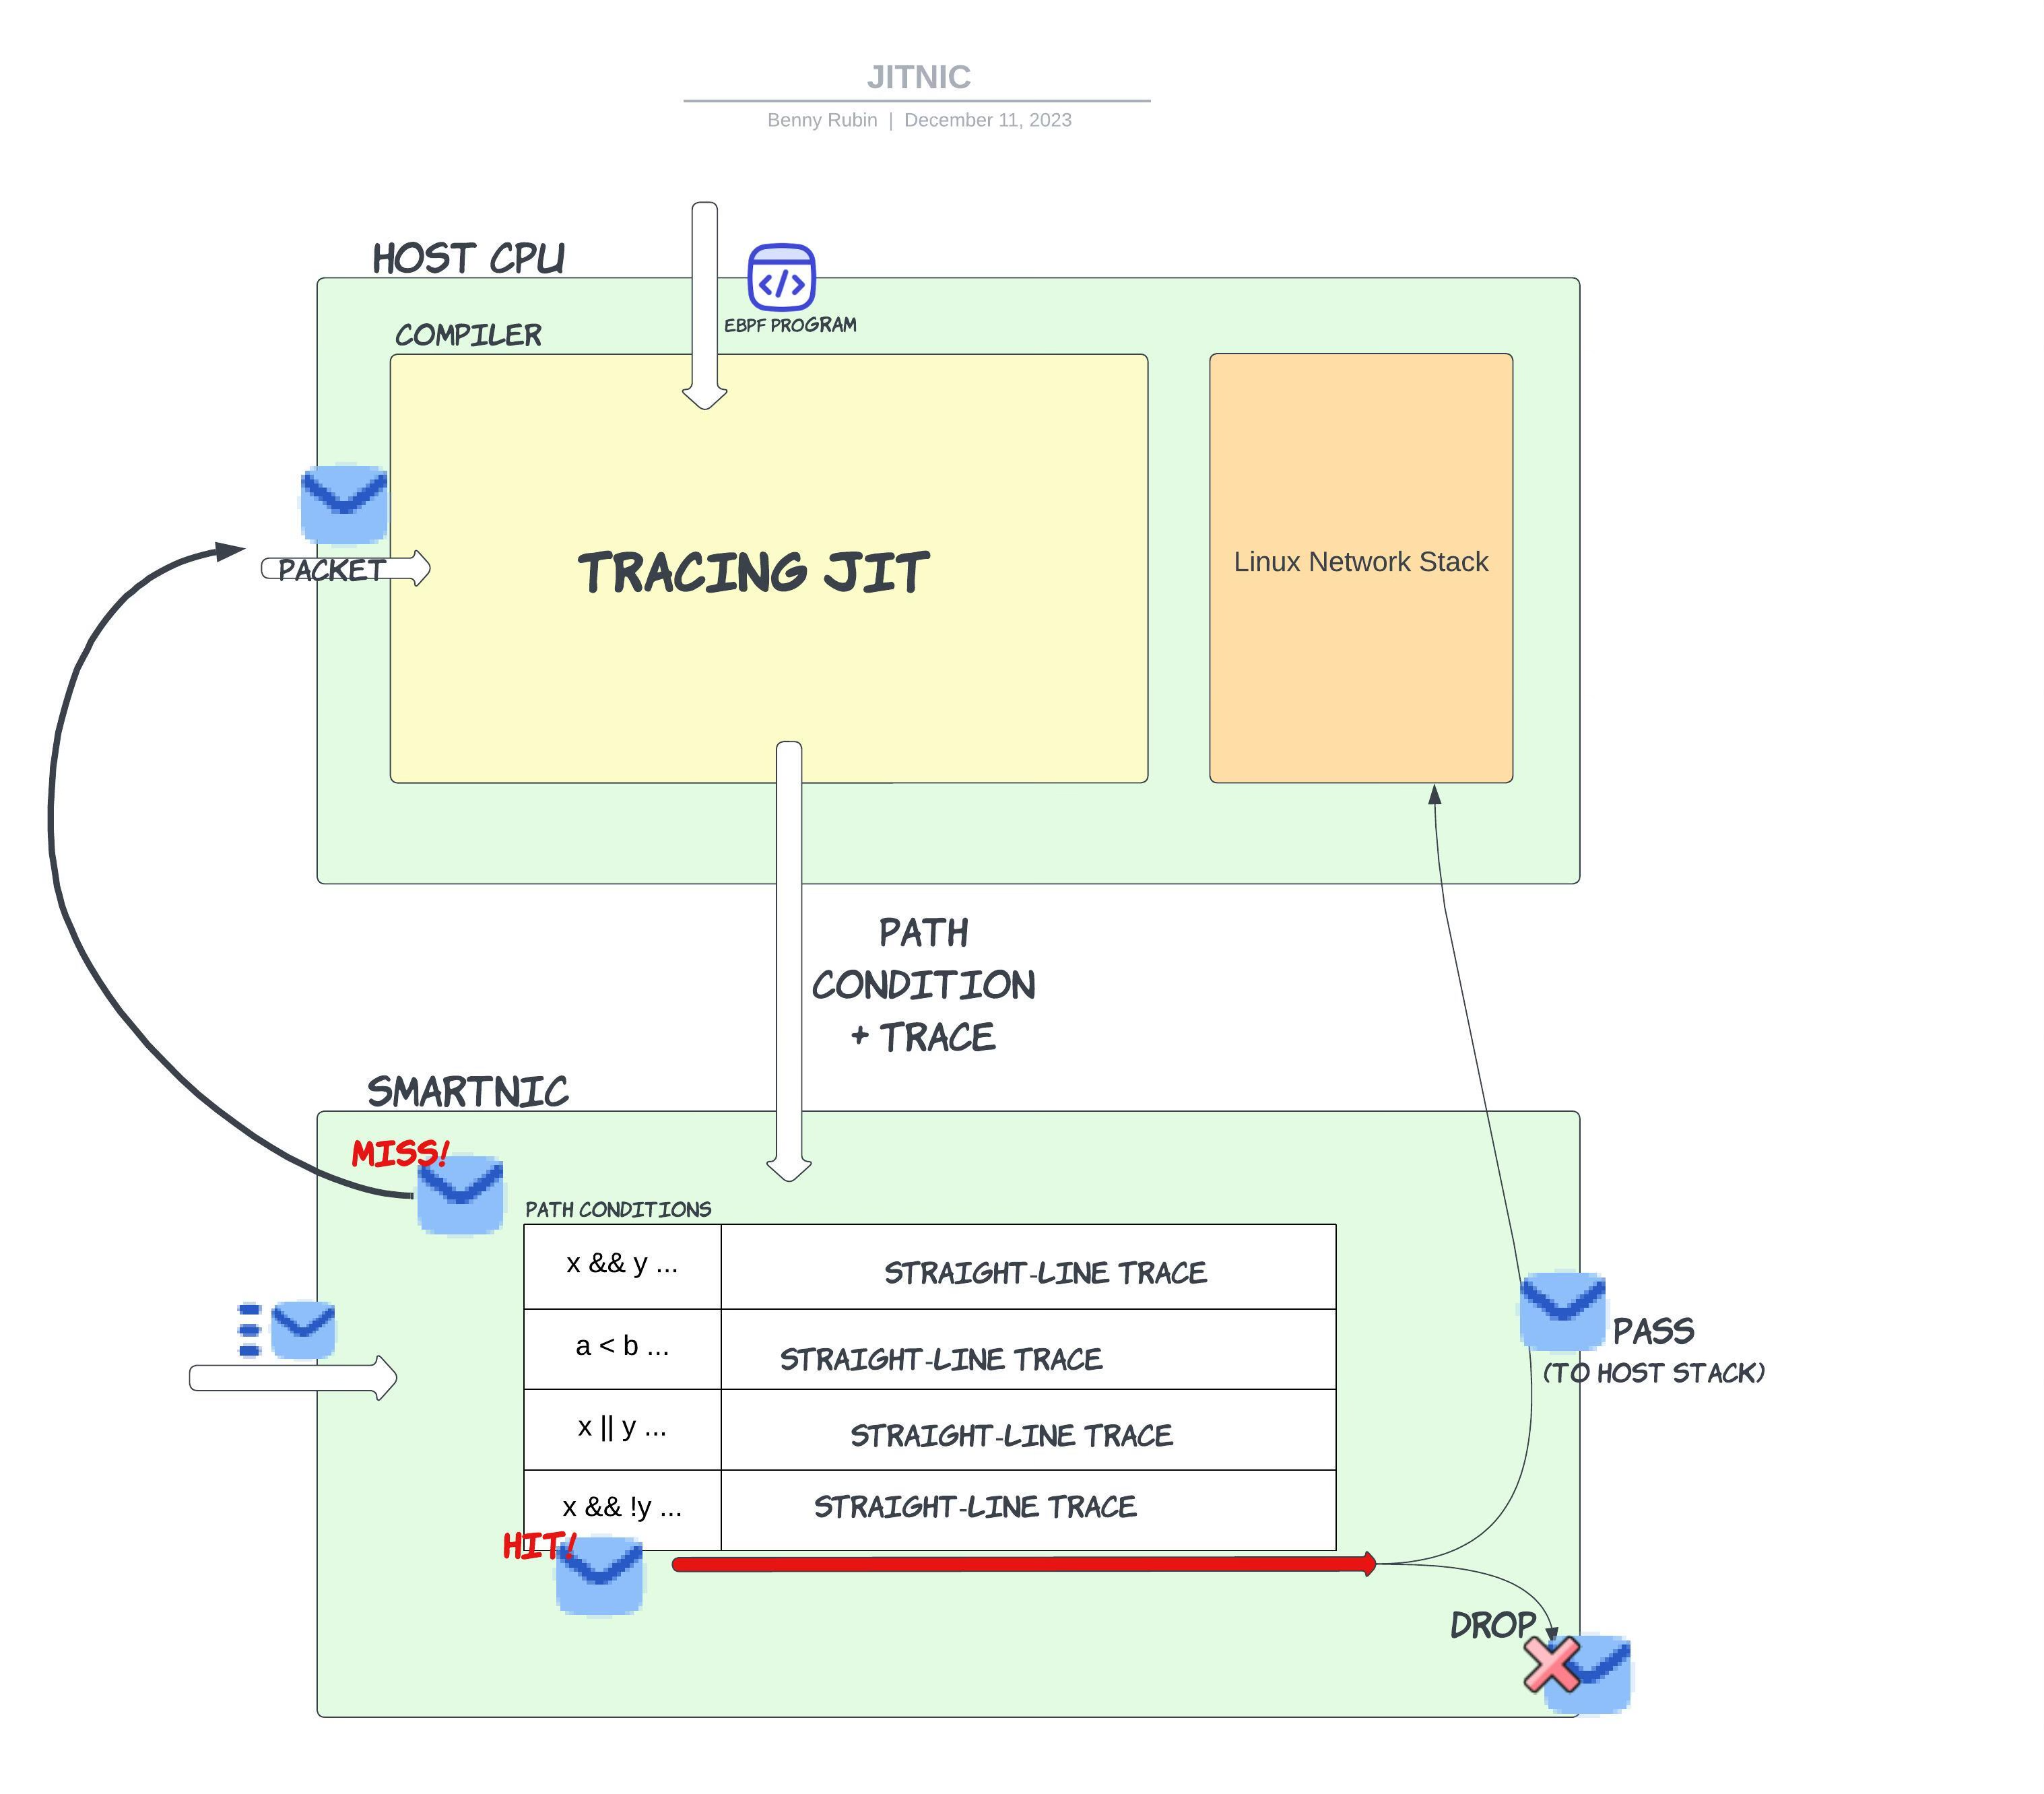 JITNIC
Benny Rubin | December 11, 2023
HOST CPU
EBPF PROGRAM
COMPILER
PACKET
TRACING JIT
Linux Network Stack
PATH
CONDITION
+ TRACE
SMARTNIC
MISS!
PATH CONDITIONS
x && y ... STRAIGHT-LINE TRACE
a < b ... STRAIGHT-LINE TRACE
x || y ... STRAIGHT-LINE TRACE
x && !y ... STRAIGHT-LINE TRACE
HIT!
PASS
(TO HOST STACK)
DROP